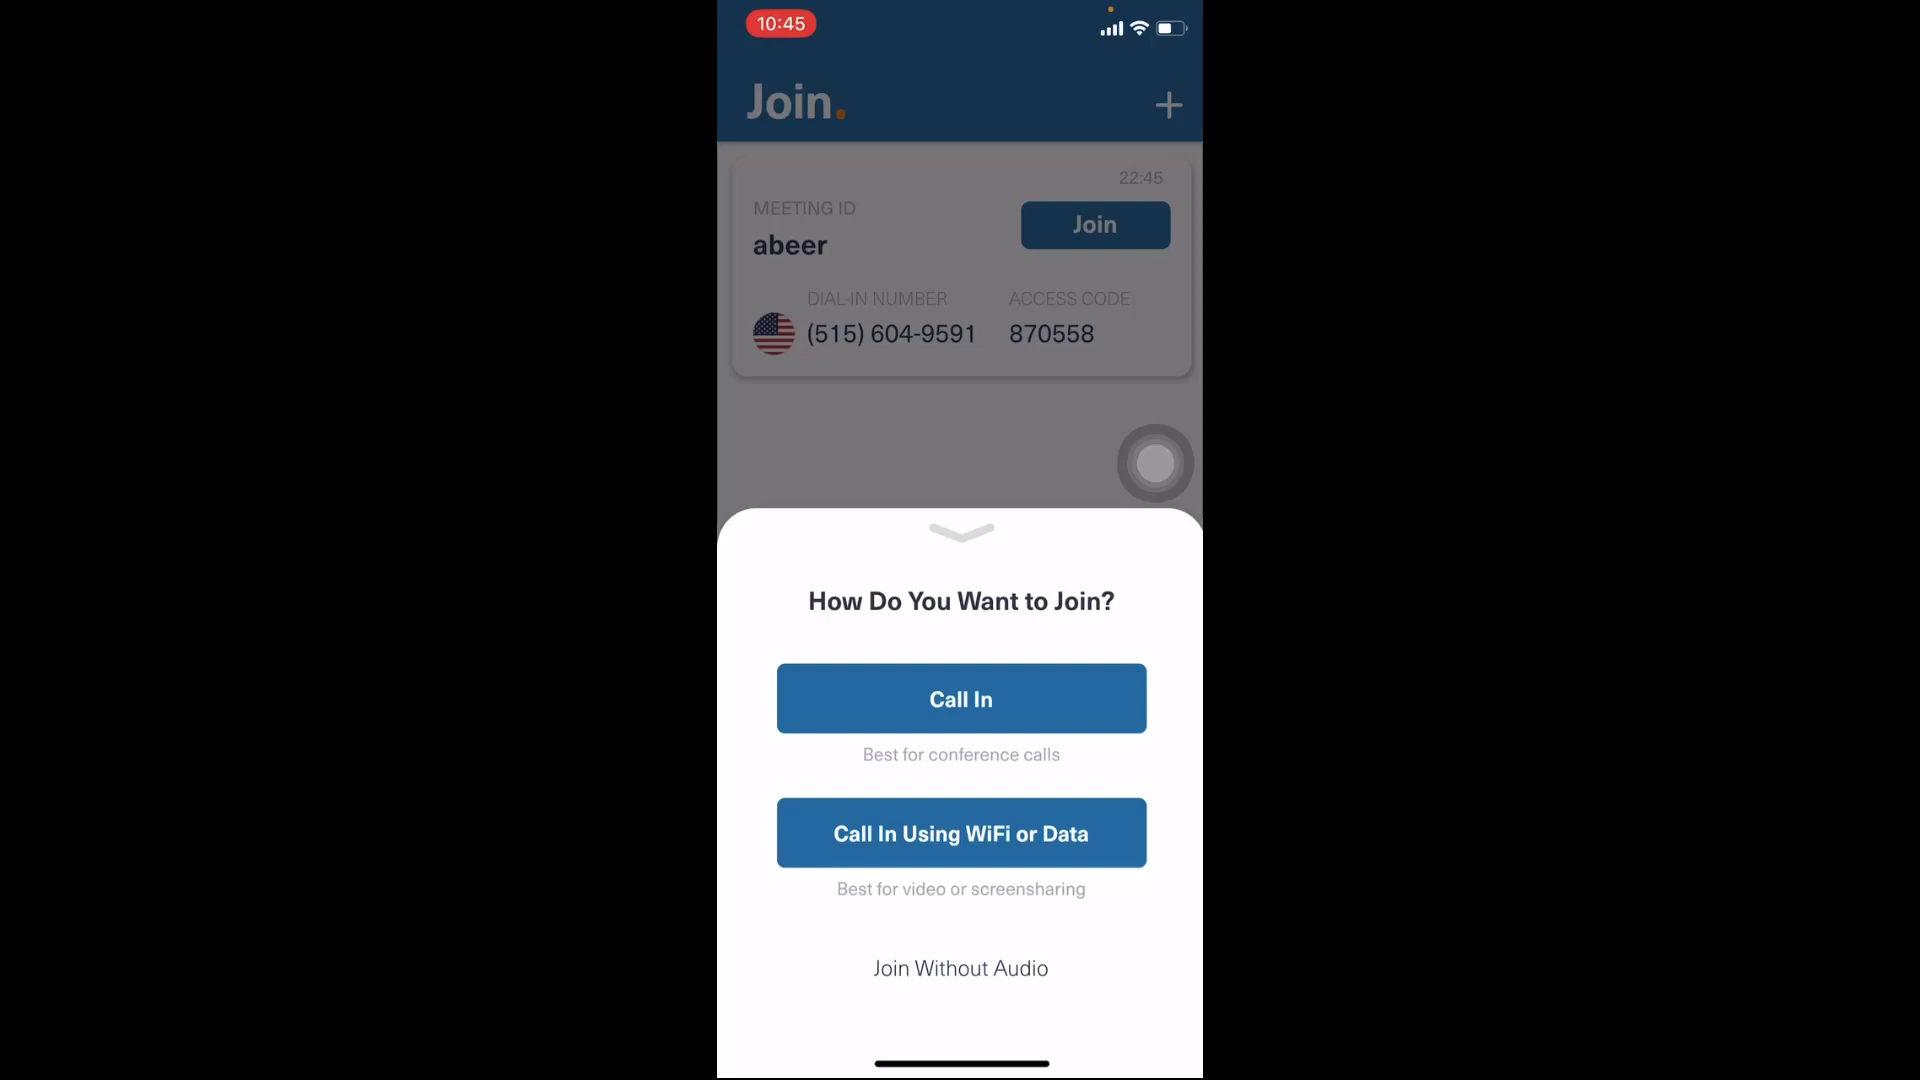 10:45
Join.
22:45
MEETING ID
Join
abeer
DIAL-IN NUMBER
ACCESS CODE
(515) 604-9591
870558
How Do You Want to Join?
Call In
Best for conference calls
Call In Using WiFi or Data
Best for video or screensharing
Join Without Audio